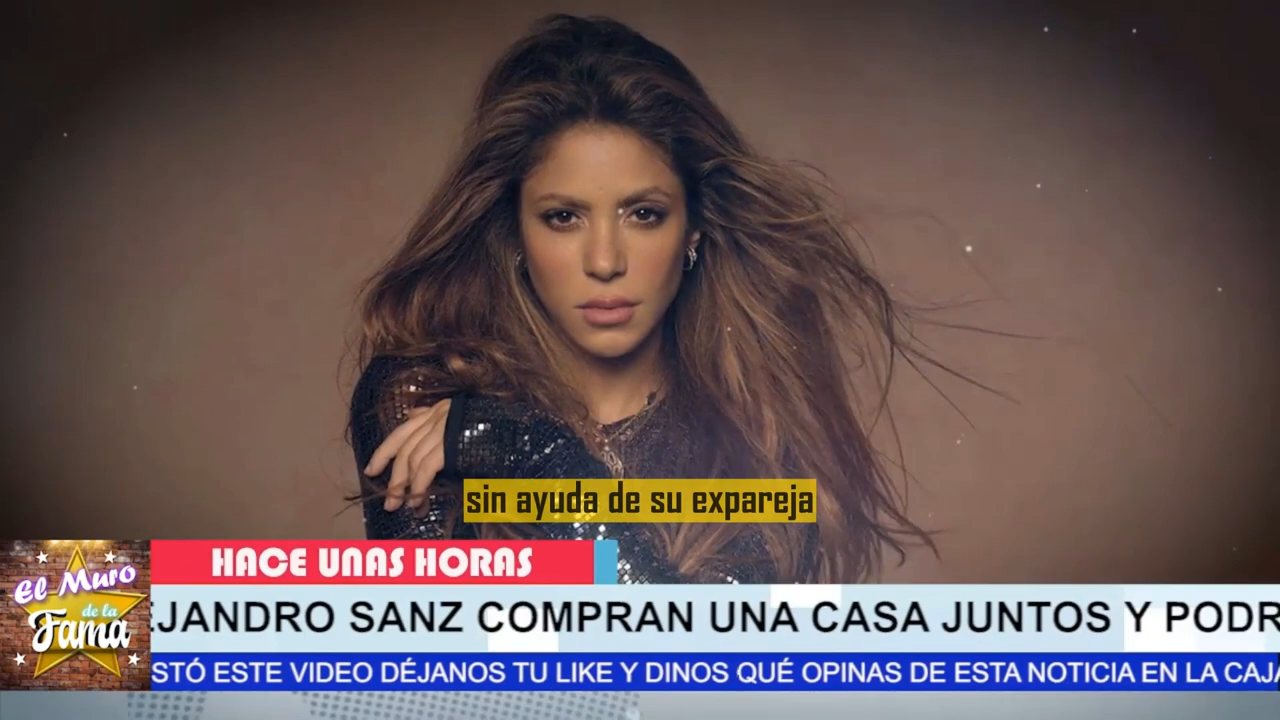 sin ayuda de su expareja
HACE UNAS HORAS
El Muro
de la
Fama
EJANDRO SANZ COMPRAN UNA CASA JUNTOS Y PODR
STÓ ESTE VIDEO DÉJANOS TU LIKE Y DINOS QUÉ OPINAS DE ESTA NOTICIA EN LA CAJA